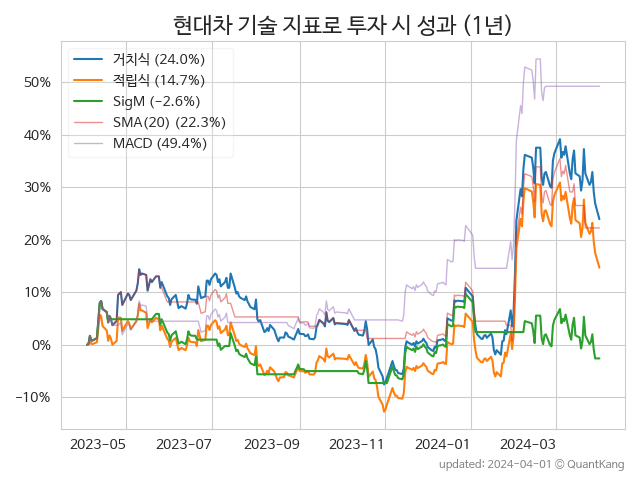 현대차 기술 지표로 투자 시 성과 (1년)
거치식 (24.0%)
적립식 (14.7%)
SigM (−2.6%)
SMA(20) (22.3%)
MACD (49.4%)
50%
40%
30%
20%
10%
0%
−10%
2023-05 2023-07 2023-09 2023-11 2024-01 2024-03
updated: 2024-04-01 © QuantKang